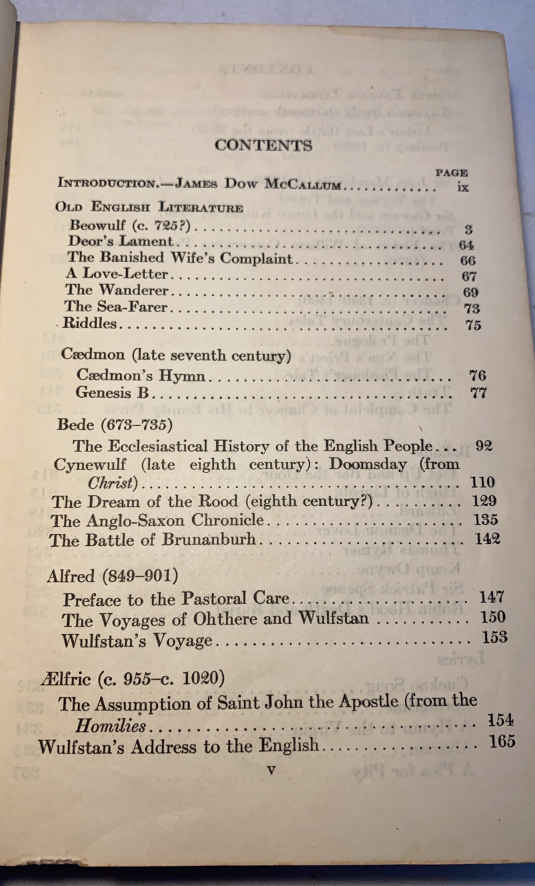 CONTENTS
PAGE
INTRODUCTION.—JAMES DOW MCCALLUM............. ix
OLD ENGLISH LITERATURE
Beowulf (c. 725?).............................. 3
Deor's Lament................................ 64
The Banished Wife's Complaint.................. 66
A Love-Letter................................. 67
The Wanderer................................. 69
The Sea-Farer................................. 73
Riddles........................................ 75
Cædmon (late seventh century)
Cædmon's Hymn.............................. 76
Genesis B.................................... 77
Bede (673–735)
The Ecclesiastical History of the English People... 92
Cynewulf (late eighth century): Doomsday (from
Christ)...................................... 110
The Dream of the Rood (eighth century?).......... 129
The Anglo-Saxon Chronicle....................... 135
The Battle of Brunanburh........................ 142
Alfred (849–901)
Preface to the Pastoral Care.................... 147
The Voyages of Ohthere and Wulfstan ........... 150
Wulfstan's Voyage............................. 153
Ælfric (c. 955–c. 1020)
The Assumption of Saint John the Apostle (from the
Homilies..................................... 154
Wulfstan's Address to the English................. 165
v